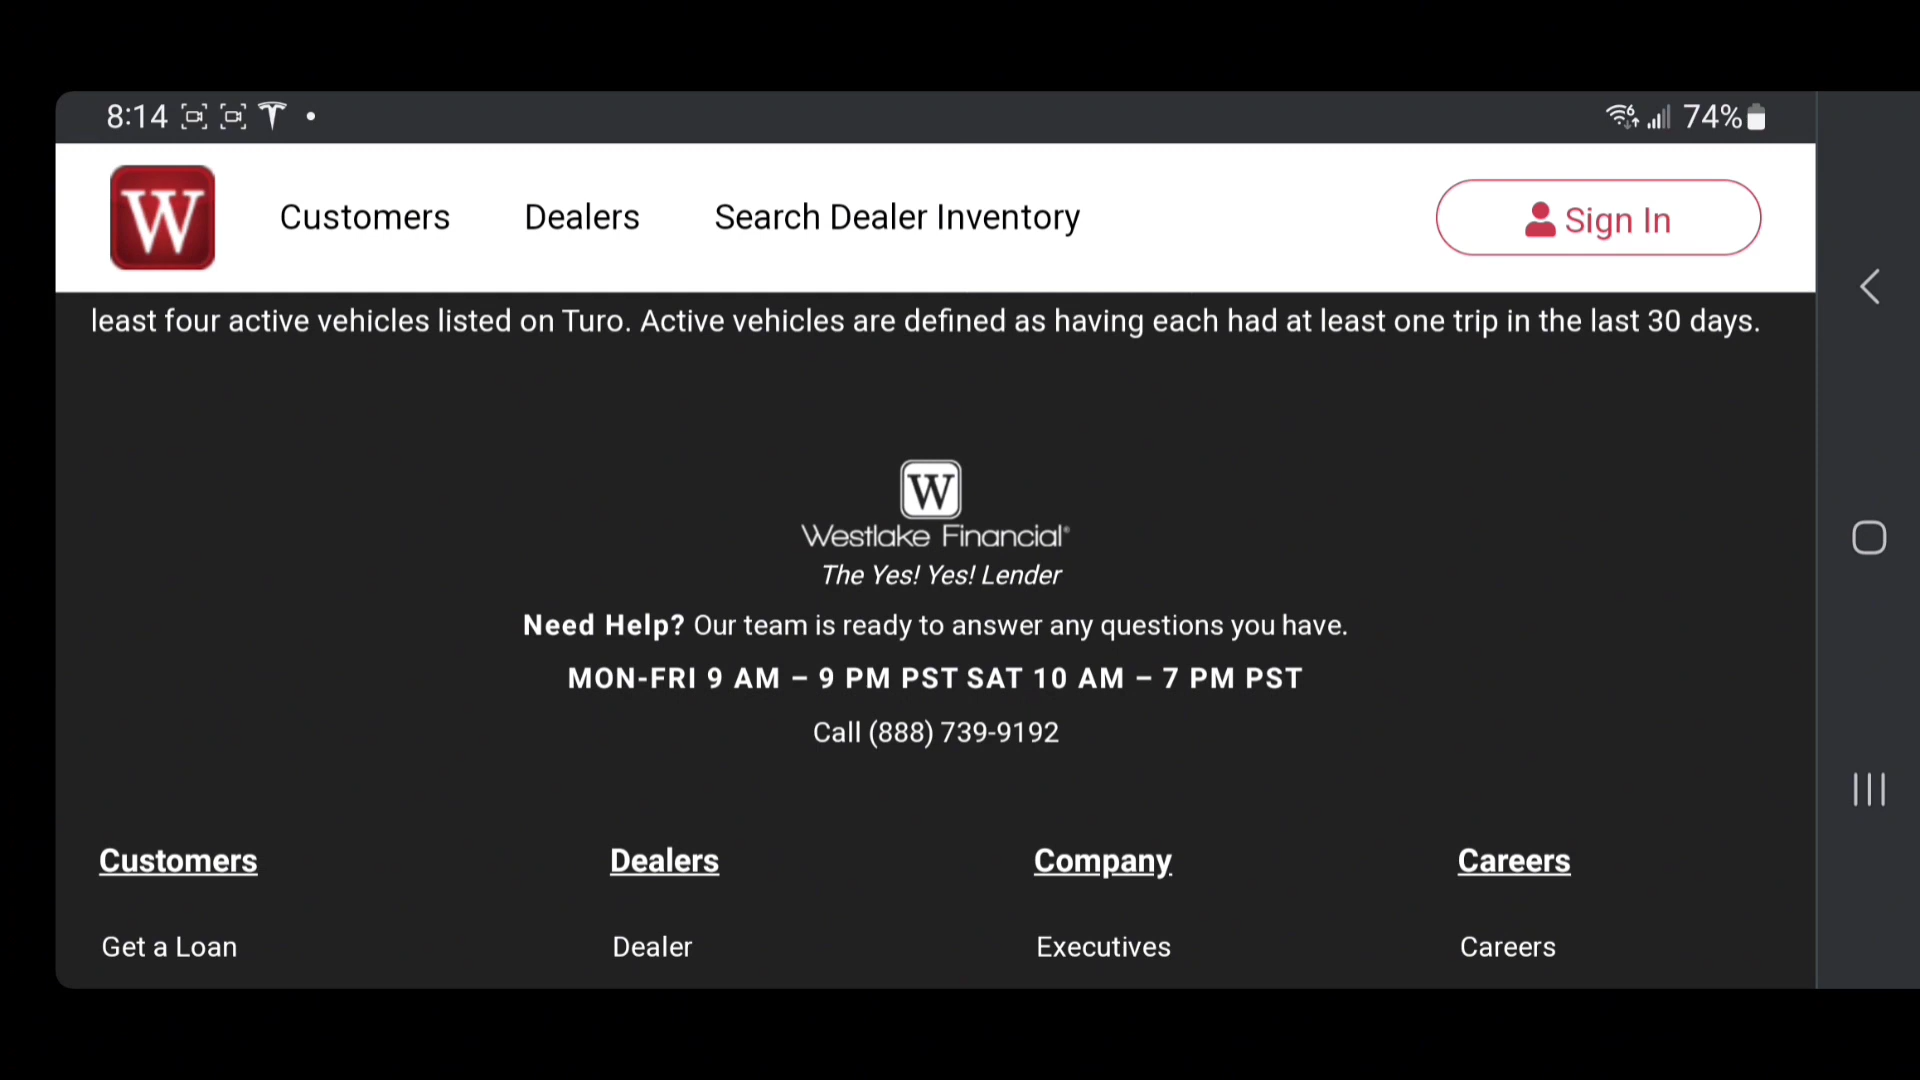 8:14
74%
W
Customers
Dealers
Search Dealer Inventory
Sign In
least four active vehicles listed on Turo. Active vehicles are defined as having each had at least one trip in the last 30 days.
W
Westlake Financial®
The Yes! Yes! Lender
Need Help? Our team is ready to answer any questions you have.
MON-FRI 9 AM – 9 PM PST SAT 10 AM – 7 PM PST
Call (888) 739-9192
Customers
Dealers
Company
Careers
Get a Loan
Dealer
Executives
Careers